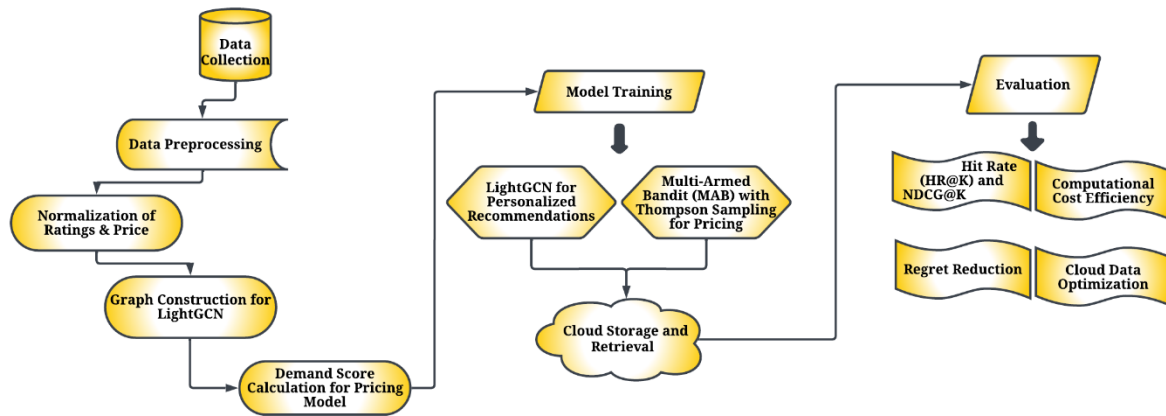 Data
Collection
Data Preprocessing
Normalization of
Ratings & Price
Graph Construction for
LightGCN
Demand Score
Calculation for Pricing
Model
Model Training
LightGCN for
Personalized
Recommendations
Multi-Armed
Bandit (MAB) with
Thompson Sampling
for Pricing
Cloud Storage and
Retrieval
Evaluation
Hit Rate
(HR@K) and
NDCG@K
Computational
Cost Efficiency
Regret Reduction
Cloud Data
Optimization